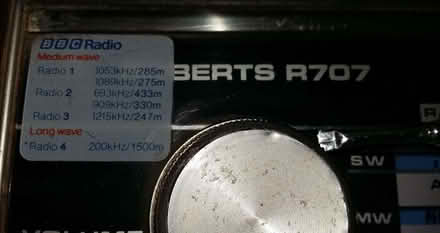 BBC Radio
Medium wave
Radio 1 1053kHz/285m
1089kHz/275m
Radio 2 693kHz/433m
909kHz/330m
Radio 3 1215kHz/247m
Long wave
Radio 4 200kHz/1500m
BERTS R707
R
SW
MW
VOLUME